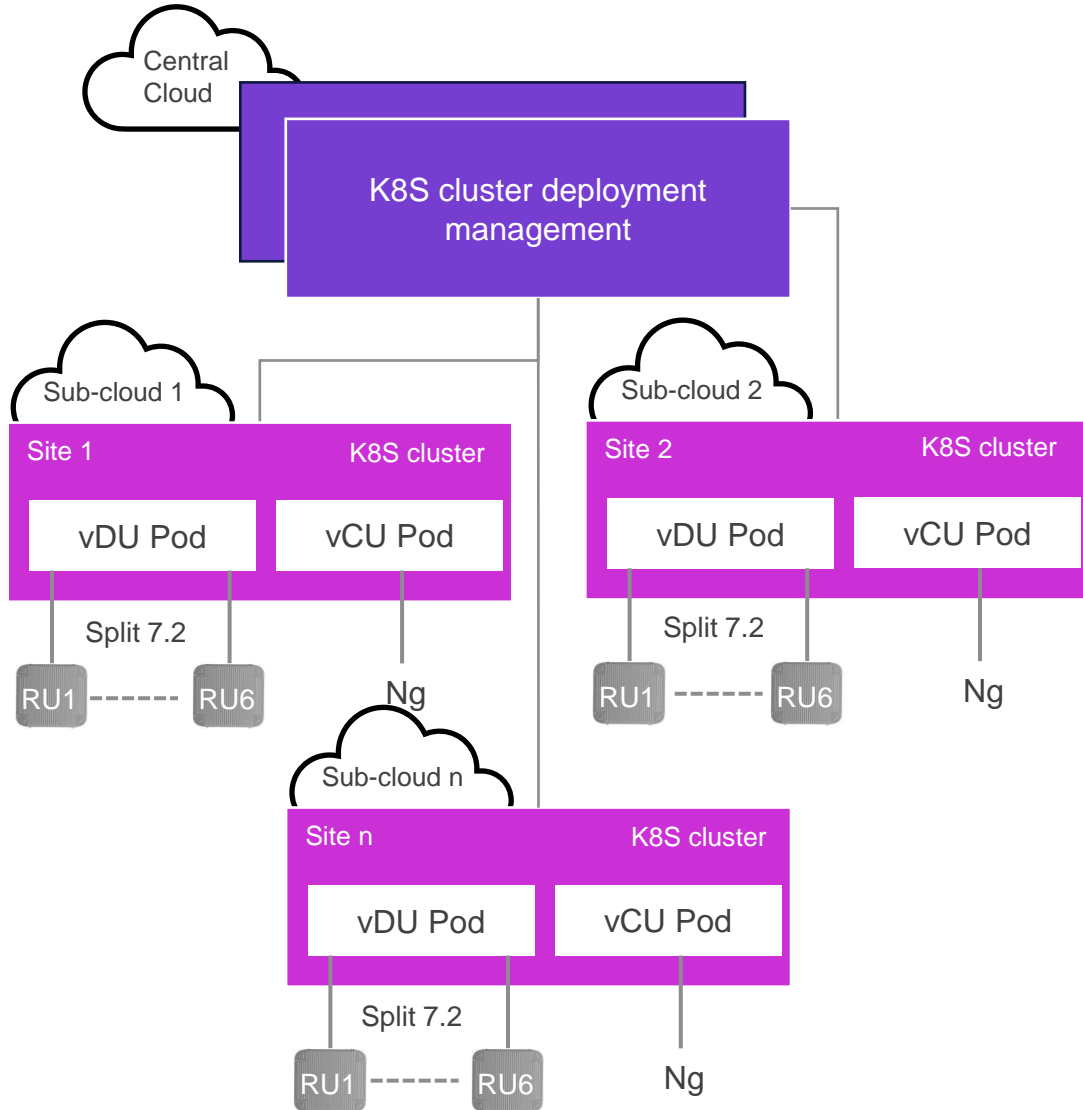 Central
Cloud
K8S cluster deployment
management
Sub-cloud 1
Site 1
K8S cluster
vDU Pod
vCU Pod
Split 7.2
RU1
RU6
Ng
Sub-cloud 2
Site 2
K8S cluster
vDU Pod
vCU Pod
Split 7.2
RU1
RU6
Ng
Sub-cloud n
Site n
K8S cluster
vDU Pod
vCU Pod
Split 7.2
RU1
RU6
Ng